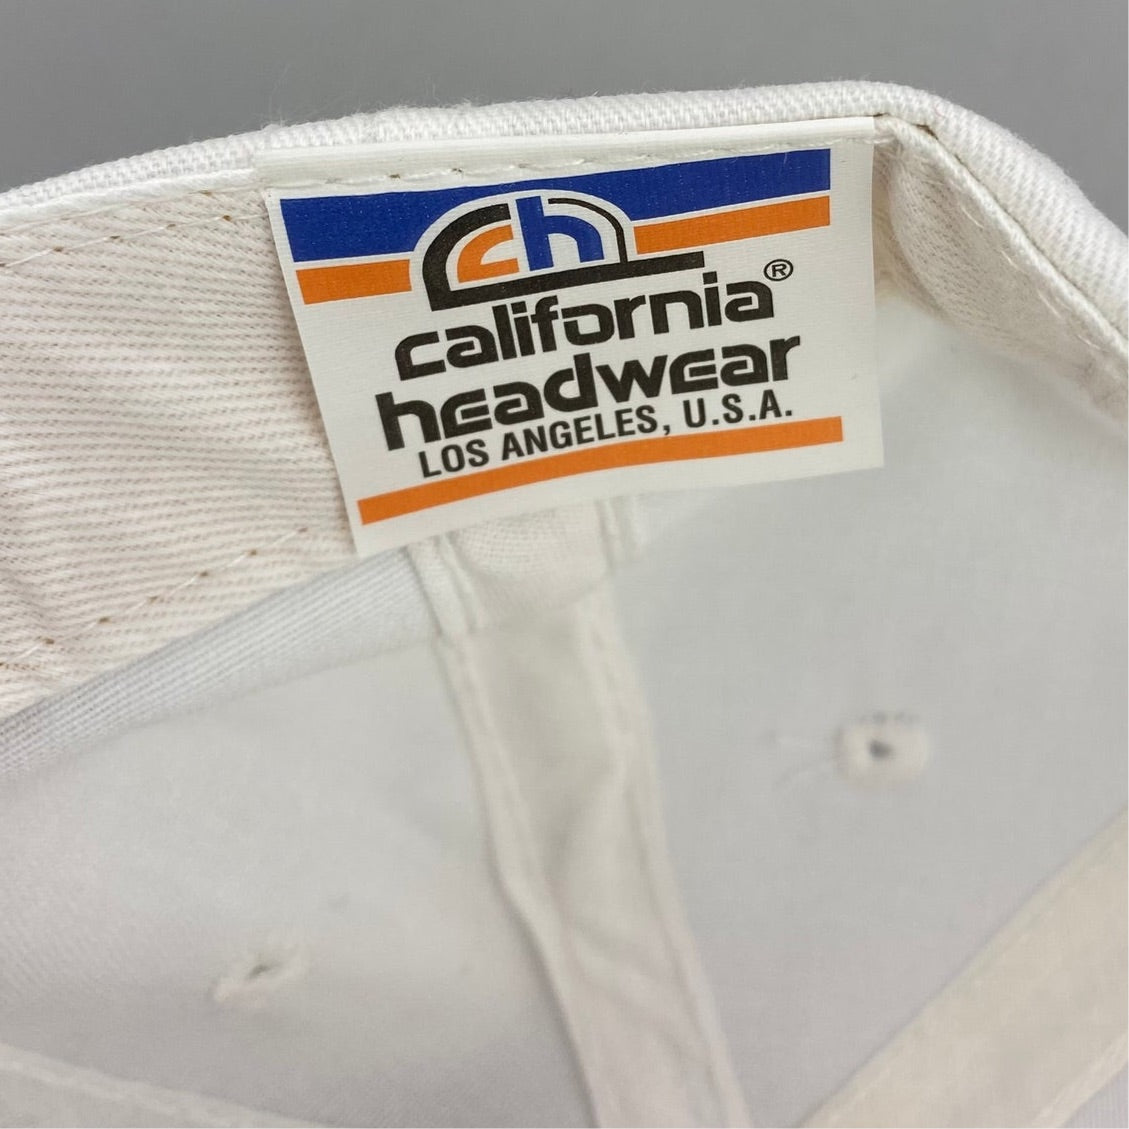 ch
california®
headwear
LOS ANGELES, U.S.A.